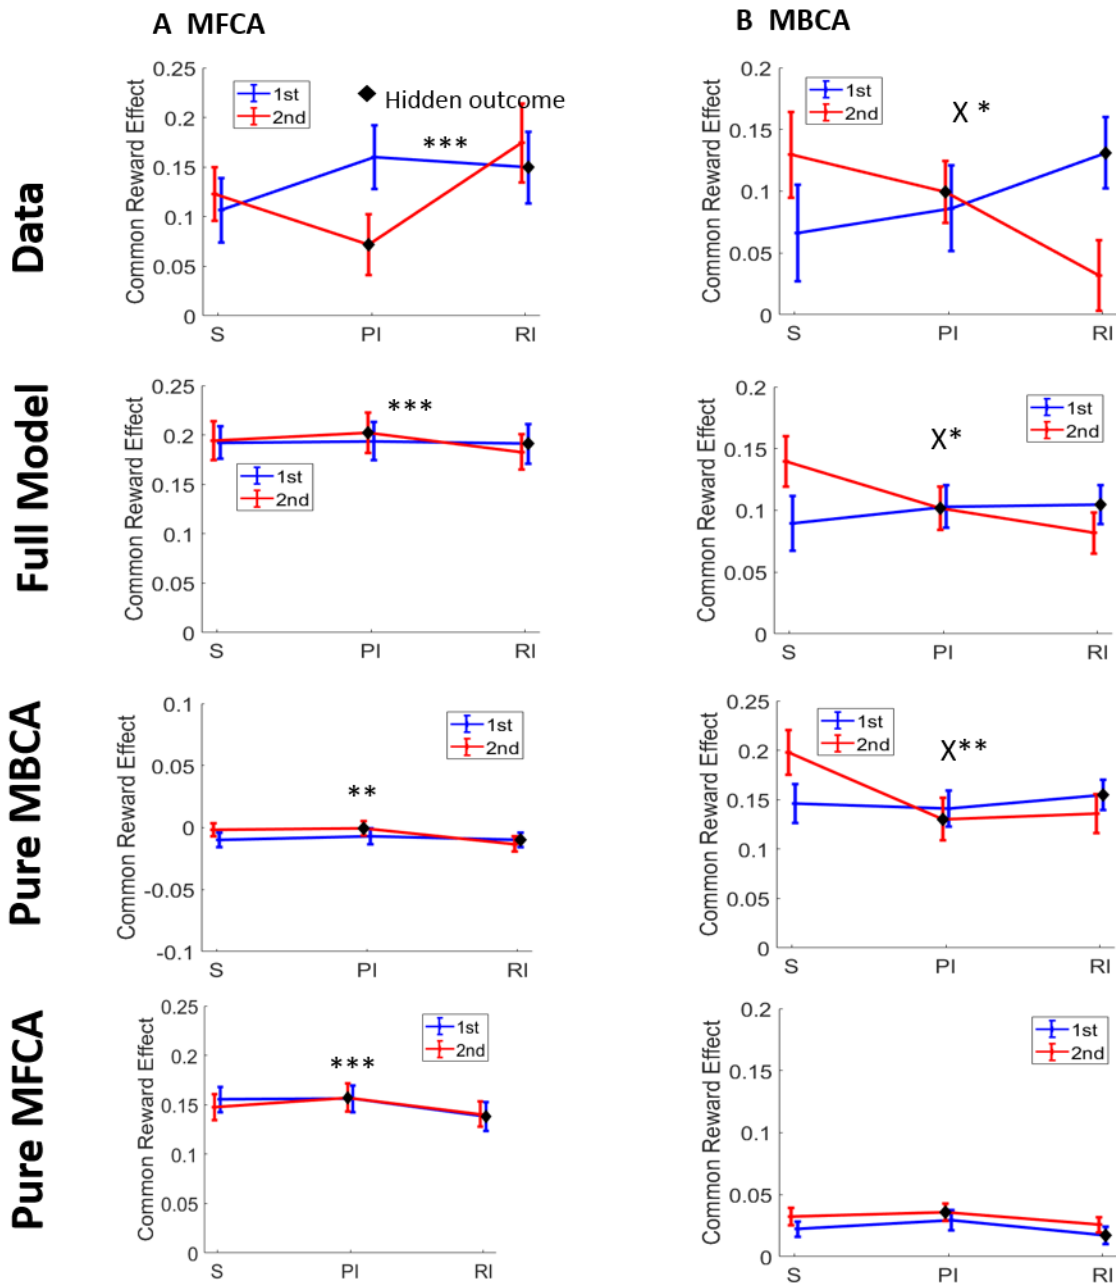 A MFCA
B MBCA
Data
Common Reward Effect
0.25
0.2
0.15
0.1
0.05
0
1st
2nd
Hidden outcome
***
S PI RI
Common Reward Effect
0.2
0.15
0.1
0.05
0
1st
2nd
X *
S PI RI
Full Model
Common Reward Effect
0.25
0.2
0.15
0.1
0.05
0
***
1st
2nd
S PI RI
Common Reward Effect
0.2
0.15
0.1
0.05
0
1st
2nd
X*
S PI RI
Pure MBCA
Common Reward Effect
0.1
0.05
0
-0.05
-0.1
1st
2nd
**
S PI RI
Common Reward Effect
0.25
0.2
0.15
0.1
0.05
0
1st
2nd
X**
S PI RI
Pure MFCA
Common Reward Effect
0.25
0.2
0.15
0.1
0.05
0
1st
2nd
***
S PI RI
Common Reward Effect
0.2
0.15
0.1
0.05
0
1st
2nd
S PI RI